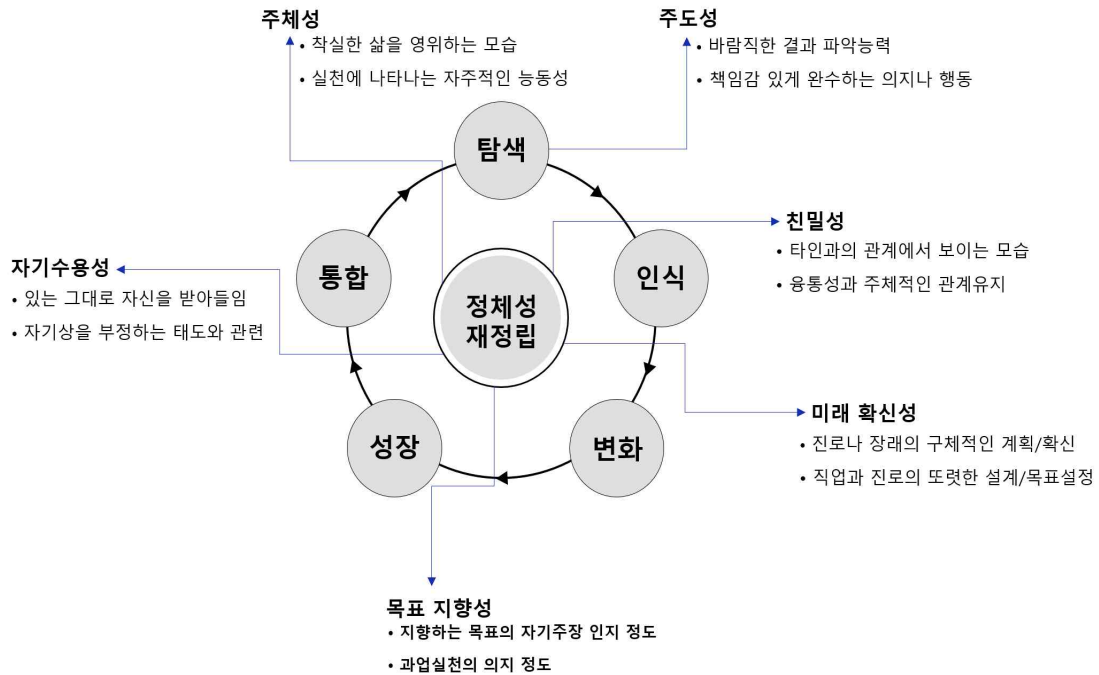 주체성
• 착실한 삶을 영위하는 모습
• 실천에 나타나는 자주적인 능동성
주도성
• 바람직한 결과 파악능력
• 책임감 있게 완수하는 의지나 행동
탐색
친밀성
• 타인과의 관계에서 보이는 모습
• 융통성과 주체적인 관계유지
자기수용성
• 있는 그대로 자신을 받아들임
• 자기상을 부정하는 태도와 관련
통합
인식
정체성
재정립
미래 확신성
• 진로나 장래의 구체적인 계획/확신
• 직업과 진로의 또렷한 설계/목표설정
성장
변화
목표 지향성
• 지향하는 목표의 자기주장 인지 정도
• 과업실천의 의지 정도